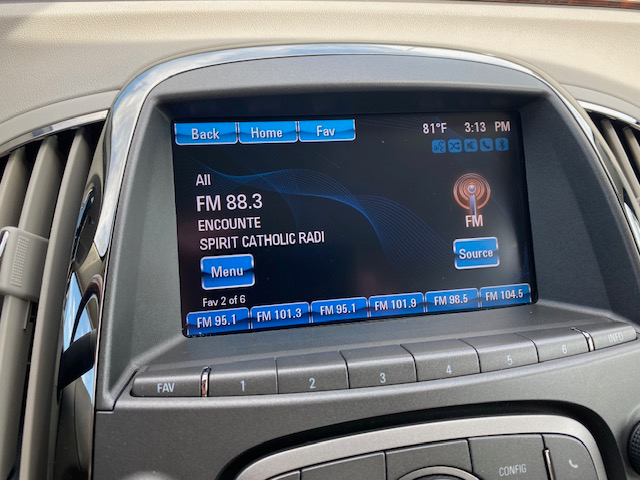 Back Home Fav 81°F 3:13 PM
All
FM 88.3
ENCOUNTE
SPIRIT CATHOLIC RADI
FM
Menu Source
Fav 2 of 6
FM 95.1 FM 101.3 FM 95.1 FM 101.9 FM 98.5 FM 104.5
FAV 1 2 3 4 5 6 INFO
CONFIG